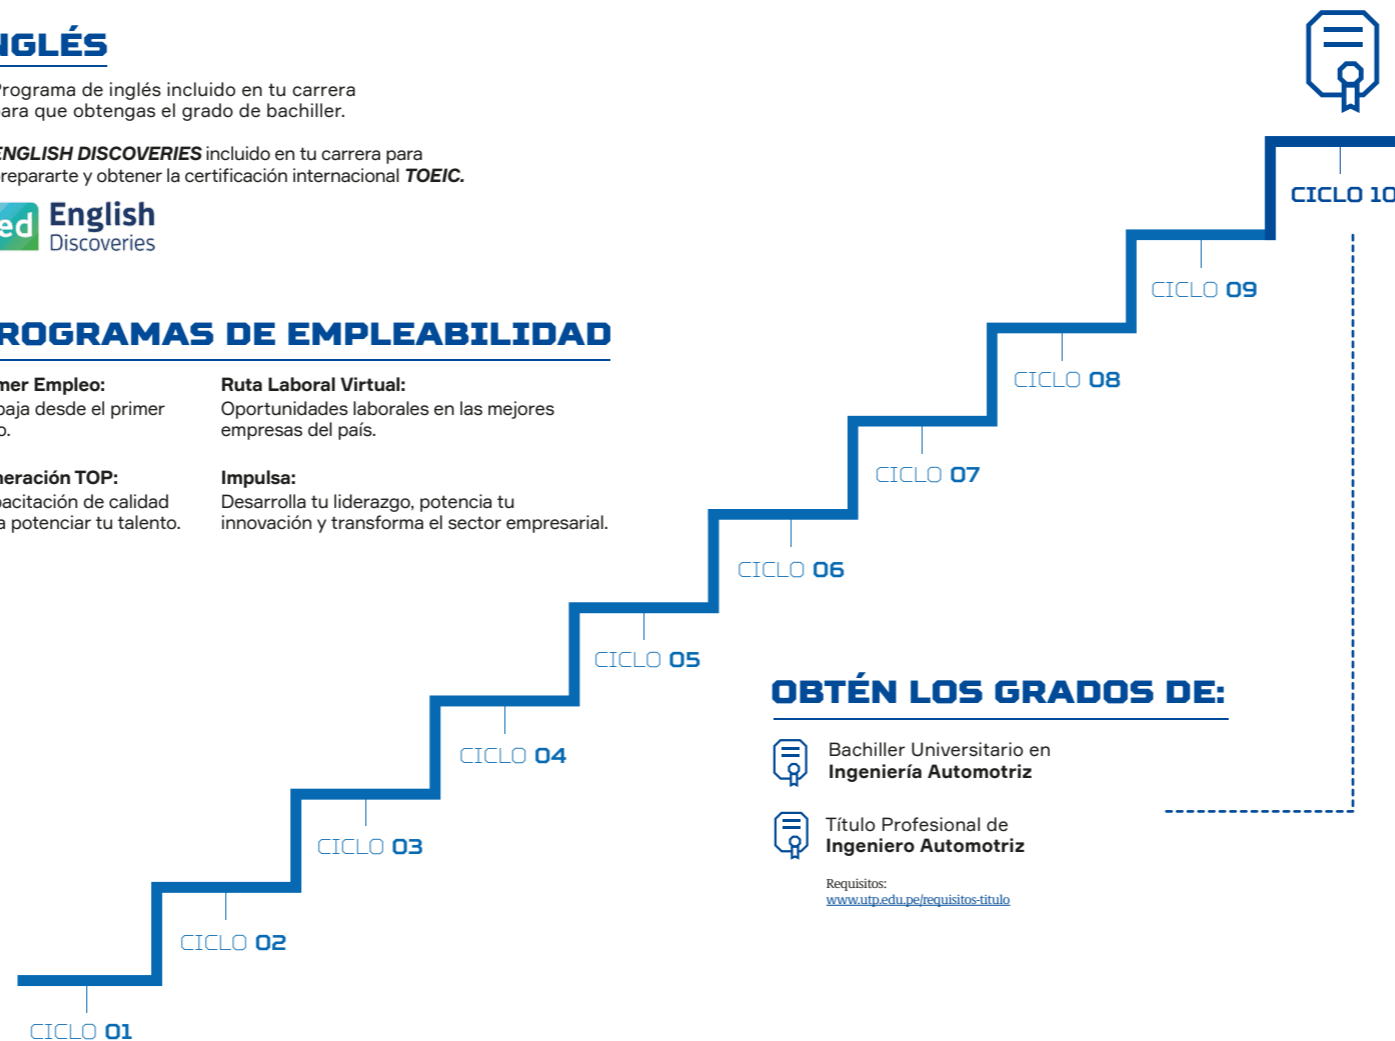 NGLÉS
Programa de inglés incluido en tu carrera
para que obtengas el grado de bachiller.
ENGLISH DISCOVERIES incluido en tu carrera para
prepararte y obtener la certificación internacional TOEIC.
ed English
Discoveries
ROGRAMAS DE EMPLEABILIDAD
mer Empleo:
baja desde el primer
o.
Ruta Laboral Virtual:
Oportunidades laborales en las mejores
empresas del país.
neración TOP:
pacitación de calidad
a potenciar tu talento.
Impulsa:
Desarrolla tu liderazgo, potencia tu
innovación y transforma el sector empresarial.
CICLO 10
CICLO 09
CICLO 08
CICLO 07
CICLO 06
CICLO 05
CICLO 04
CICLO 03
CICLO 02
CICLO 01
OBTÉN LOS GRADOS DE:
Bachiller Universitario en
Ingeniería Automotriz
Título Profesional de
Ingeniero Automotriz
Requisitos:
www.utp.edu.pe/requisitos-titulo